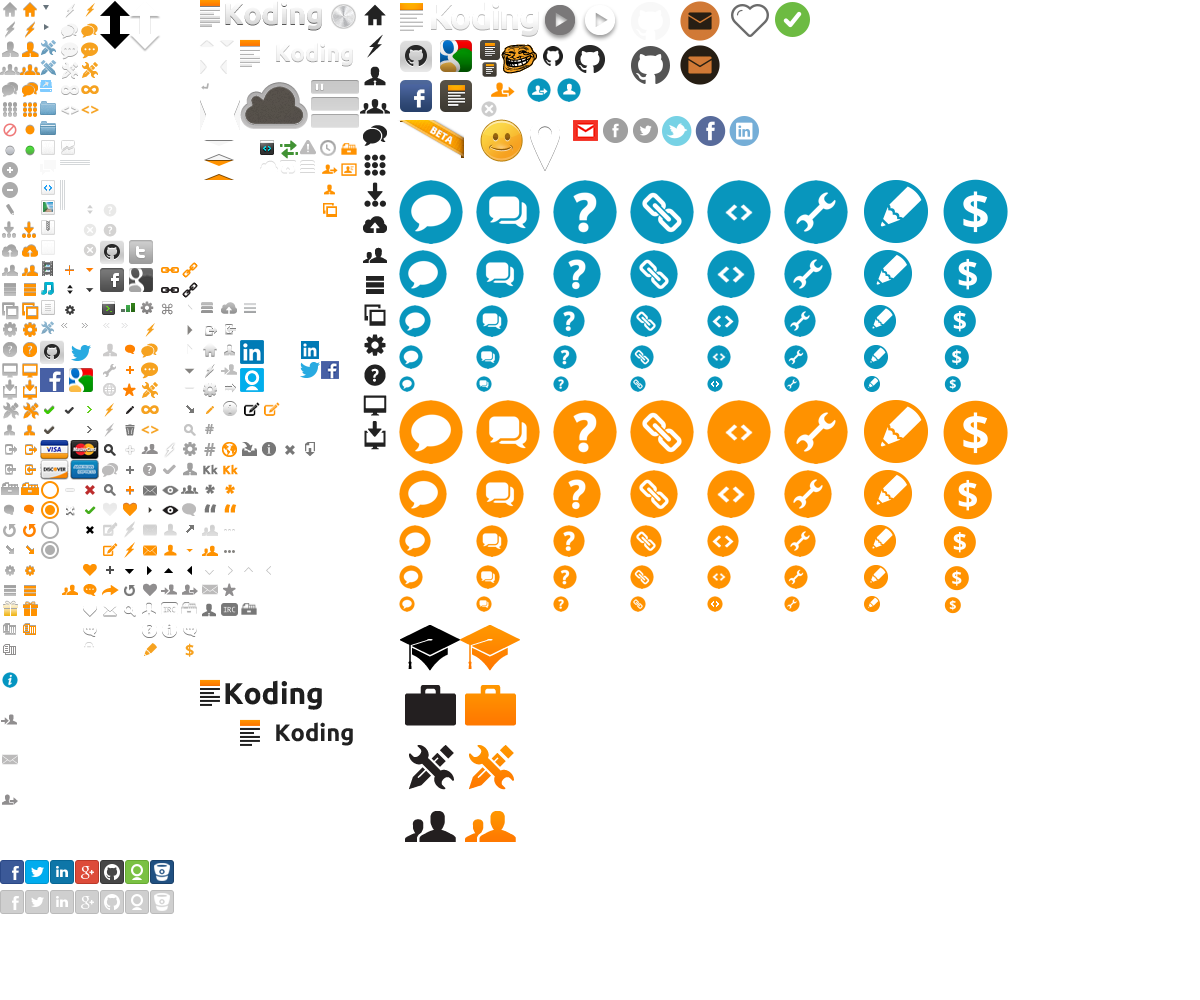 Koding
Koding
Koding
BETA
VISA
MasterCard
DISCOVER
AMERICAN EXPRESS
Kk Kk
IRC
IRC
Koding
Koding